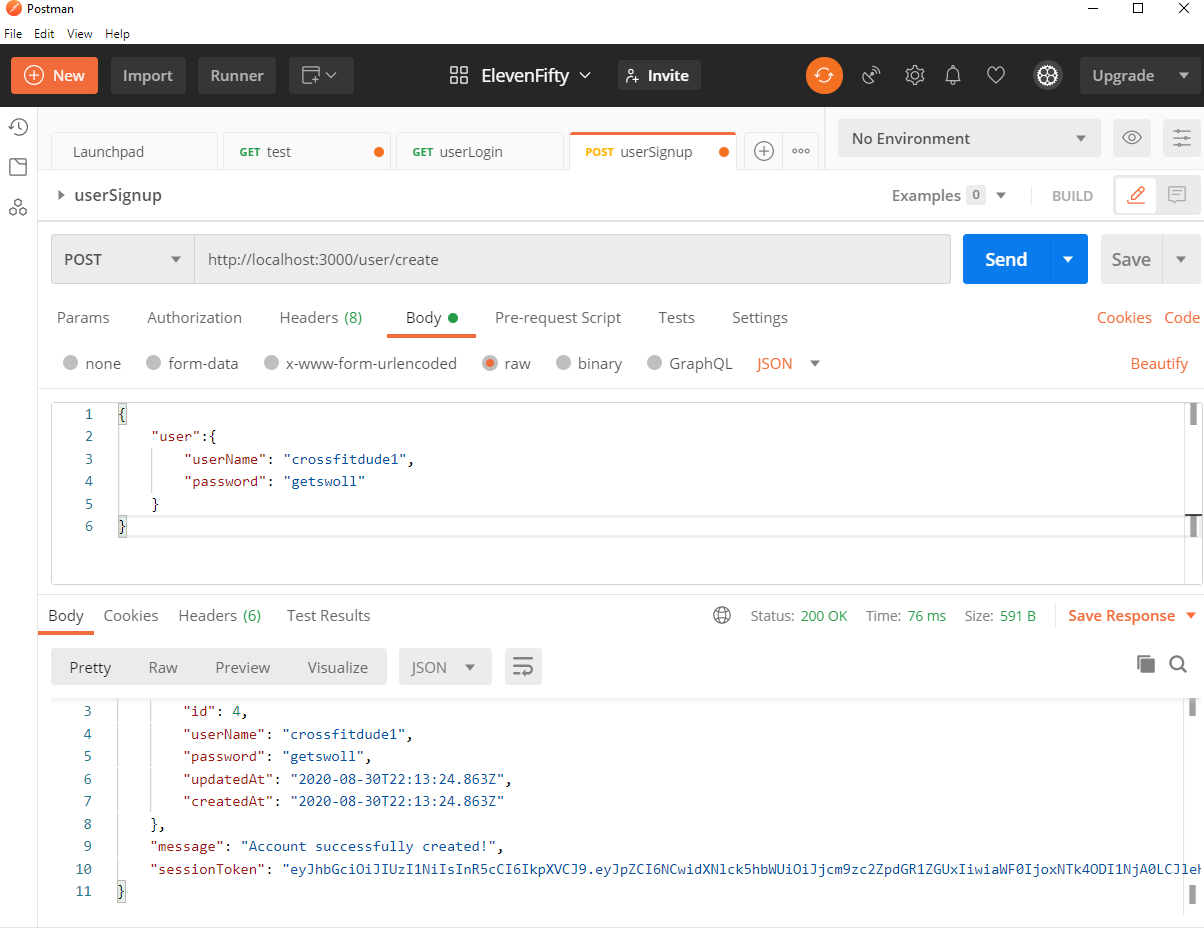 Postman
File Edit View Help
New Import Runner ElevenFifty Invite Upgrade
Launchpad GET test GET userLogin POST userSignup No Environment
userSignup Examples 0 BUILD
POST http://localhost:3000/user/create Send Save
Params Authorization Headers (8) Body Pre-request Script Tests Settings Cookies Code
none form-data x-www-form-urlencoded raw binary GraphQL JSON Beautify
1 {
2 "user":{
3 "userName": "crossfitdude1",
4 "password": "getswoll"
5 }
6 }
Body Cookies Headers (6) Test Results Status: 200 OK Time: 76 ms Size: 591 B Save Response
Pretty Raw Preview Visualize JSON
3 "id": 4,
4 "userName": "crossfitdude1",
5 "password": "getswoll",
6 "updatedAt": "2020-08-30T22:13:24.863Z",
7 "createdAt": "2020-08-30T22:13:24.863Z"
8 },
9 "message": "Account successfully created!",
10 "sessionToken": "eyJhbGciOiJIUzI1NiIsInR5cCI6IkpXVCJ9.eyJpZCI6NCwidXNlck5hbWUiOiJjcm9zc2ZpdGR1ZGUxIiwiaWF0IjoxNTk4ODI1NjA0LCJleH
11 }